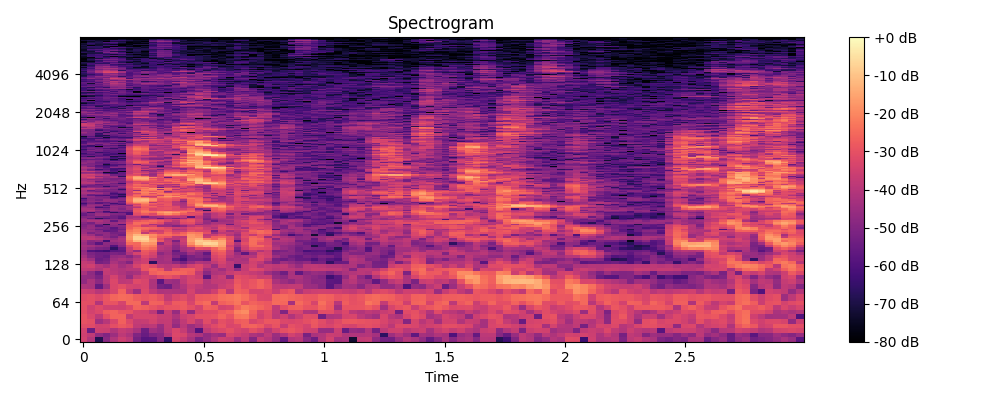 Spectrogram
Hz
4096
2048
1024
512
256
128
64
0
0
0.5
1
1.5
2
2.5
Time
+0 dB
-10 dB
-20 dB
-30 dB
-40 dB
-50 dB
-60 dB
-70 dB
-80 dB